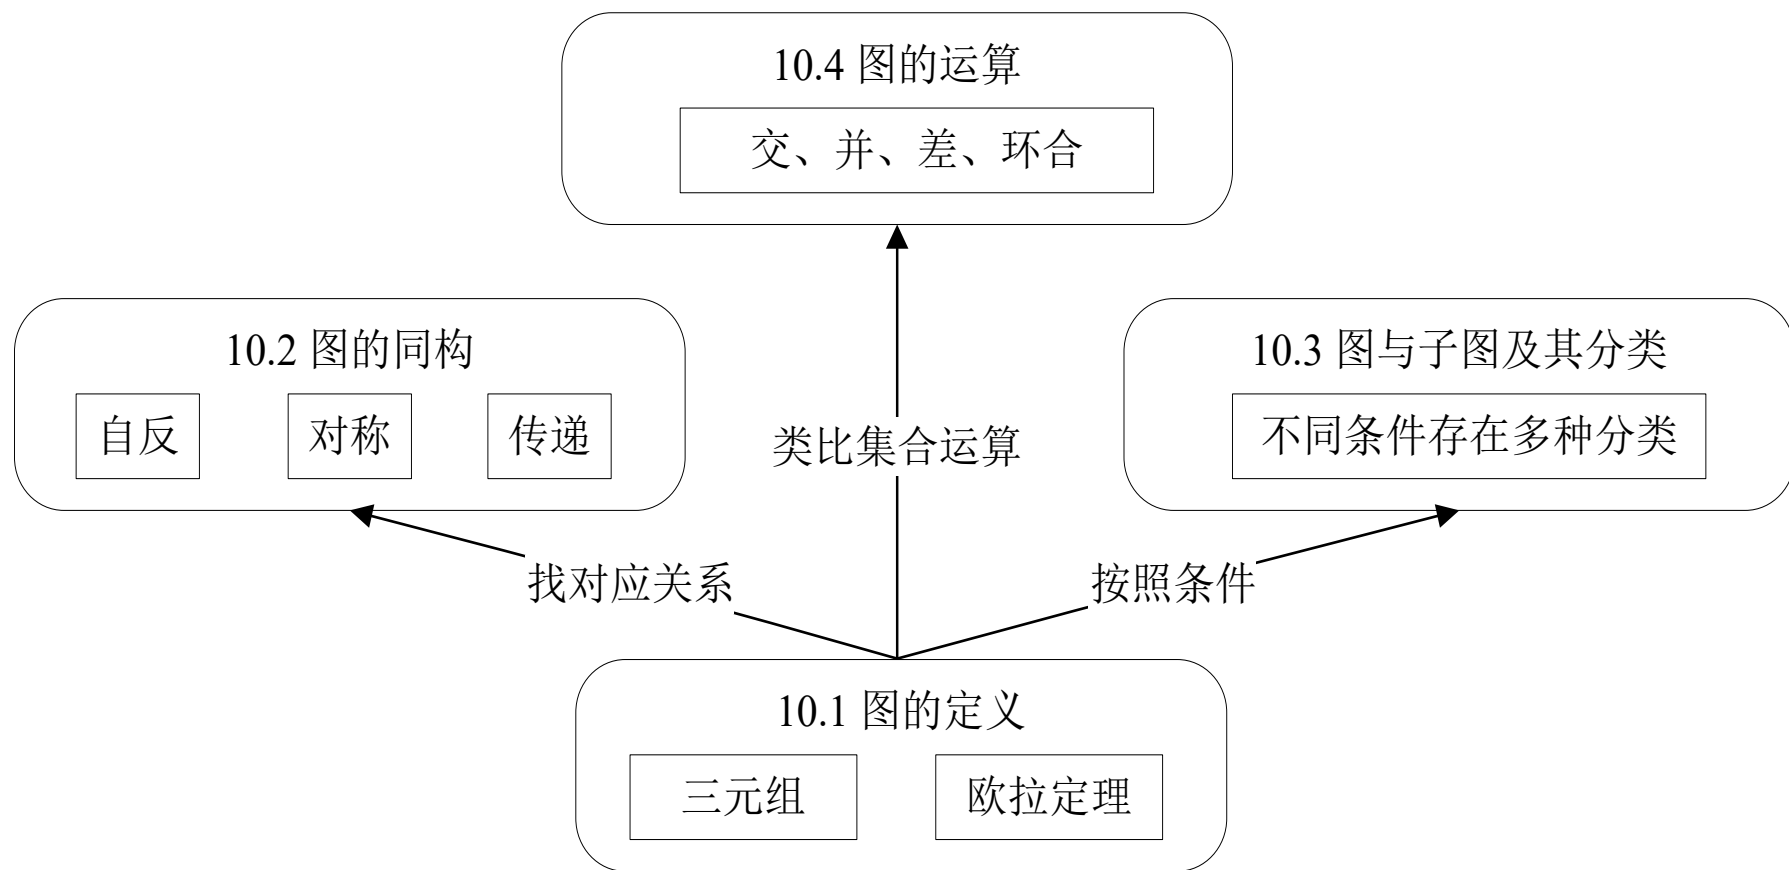 10.4 图的运算
交、并、差、环合
10.2 图的同构
自反
对称
传递
类比集合运算
10.3 图与子图及其分类
不同条件存在多种分类
找对应关系
按照条件
10.1 图的定义
三元组
欧拉定理